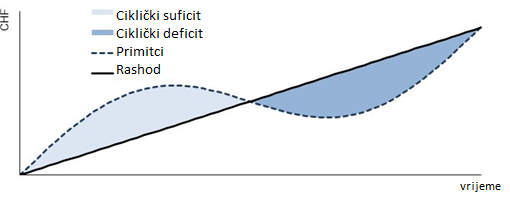 CHF
Ciklički suficit
Ciklički deficit
Primitci
Rashod
vrijeme